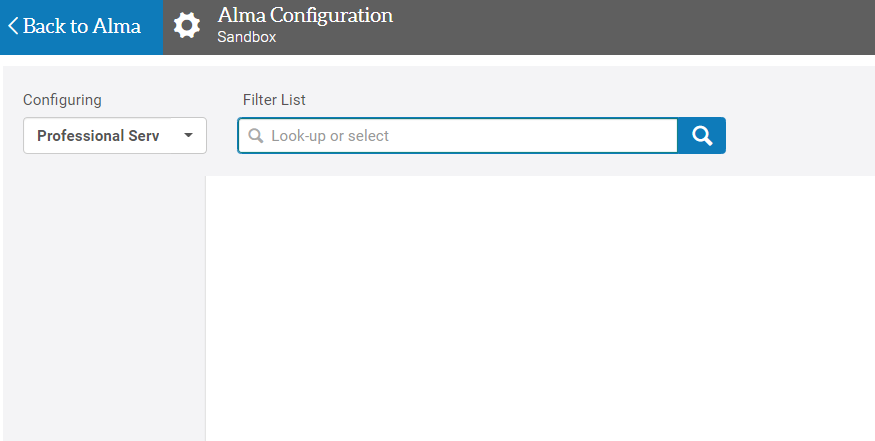 Back to Alma
Alma Configuration
Sandbox
Configuring
Filter List
Professional Serv
Look-up or select